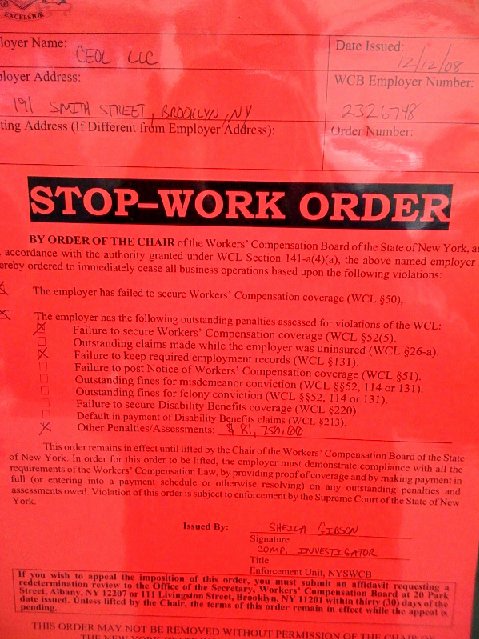 EXCELSIOR
loyer Name: CEOL LLC
Date Issued: 12/12/08
loyer Address:
WCB Employer Number:
191 SMITH STREET, BROOKLYN, NY
ting Address (If Different from Employer Address):
Order Number:
STOP-WORK ORDER
BY ORDER OF THE CHAIR of the Workers' Compensation Board of the State of New York, a
accordance with the authority granted under WCL Section 141-a(4)(a), the above named employer
ereby ordered to immediately cease all business operations based upon the following violations:
The employer has failed to secure Workers' Compensation coverage (WCL §50).
The employer has the following outstanding penalties assessed for violations of the WCL:
Failure to secure Workers' Compensation coverage (WCL §52(5).
Outstanding claims made while the employer was uninsured (WCL §26-a).
Failure to keep required employment records (WCL §131).
Failure to post Notice of Workers' Compensation coverage (WCL §51).
Outstanding fines for misdemeanor conviction (WCL §§52, 114 or 131).
Outstanding fines for felony conviction (WCL §§52, 114 or 131).
Failure to secure Disability Benefits coverage (WCL §220)
Default in payment of Disability Benefits claims (WCL §213).
Other Penalties/Assessments:
This order remains in effect until lifted by the Chair of the Workers' Compensation Board of the State
of New York. In order for this order to be lifted, the employer must demonstrate compliance with all the
requirements of the Workers' Compensation Law, by providing proof of coverage and by making payment in
full (or entering into a payment schedule or otherwise resolving) on any outstanding penalties and
assessments owed. Violation of this order is subject to enforcement by the Supreme Court of the State of New
York.
Issued By: SHEILA GIBSON
Signature
COMP. INVESTIGATOR
Title
Enforcement Unit, NYSWCB
If you wish to appeal the imposition of this order, you must submit an affidavit requesting a
redetermination review to the Office of the Secretary, Workers' Compensation Board at 20 Park
Street, Albany, NY 12207 or 111 Livingston Street, Brooklyn, NY 11201 within thirty (30) days of the
date issued. Unless lifted by the Chair, the terms of this order remain in effect while the appeal is
pending.
THIS ORDER MAY NOT BE REMOVED WITHOUT PERMISSION OF THE CHAIR